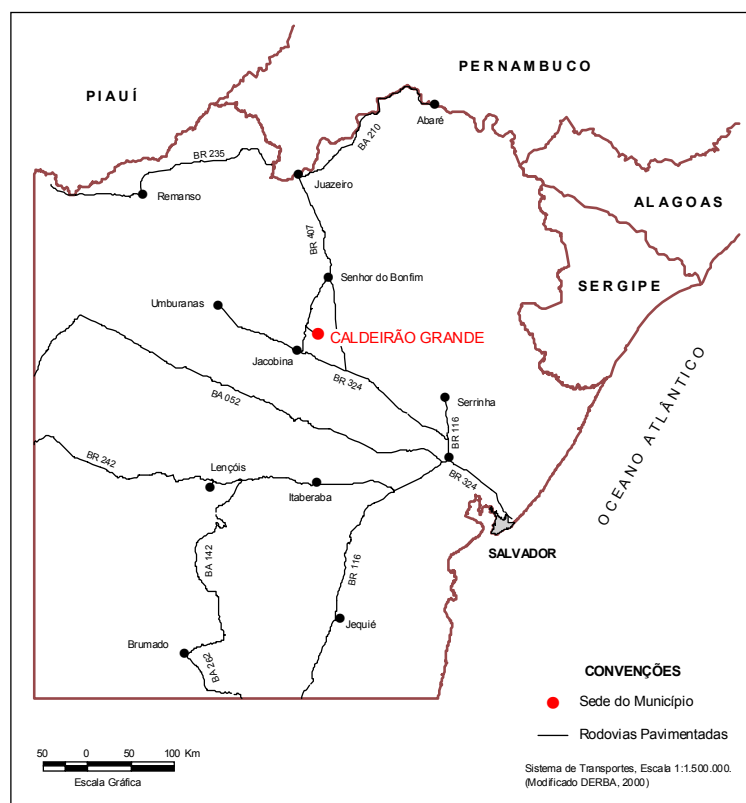 PERNAMBUCO
PIAUÍ
Abaré
BA 210
BR 235
Juazeiro
Remanso
ALAGOAS
BR 407
Senhor do Bonfim
SERGIPE
Umburanas
CALDEIRÃO GRANDE
Jacobina
BR 324
BA 052
Serrinha
OCEANO ATLÂNTICO
BR 116
BR 242
Lençóis
Itaberaba
BR 324
SALVADOR
BA 142
BR 116
Jequié
Brumado
BA 262
CONVENÇÕES
Sede do Município
Rodovias Pavimentadas
50 0 50 100 Km
Escala Gráfica
Sistema de Transportes, Escala 1:1.500.000.
(Modificado DERBA, 2000)